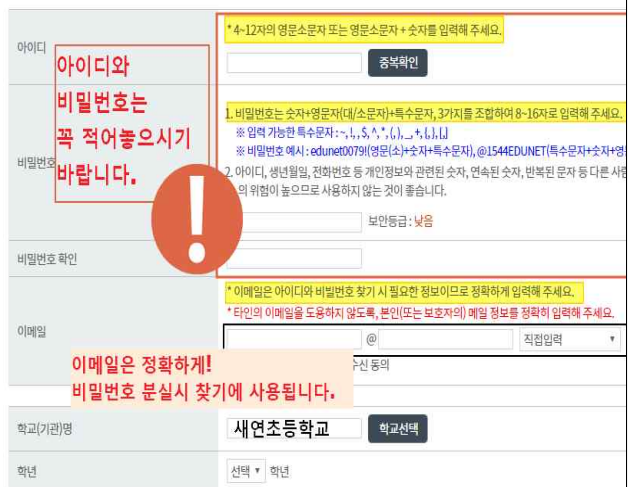 * 4~12자의 영문소문자 또는 영문소문자 + 숫자를 입력해 주세요.
아이디
중복확인
아이디와
비밀번호는
꼭 적어놓으시기
바랍니다.
비밀번호
1. 비밀번호는 숫자+영문자(대/소문자)+특수문자, 3가지를 조합하여 8~16자로 입력해 주세요.
※ 입력 가능한 특수문자 : ~, !, , $, ^, *, (, ), _, +, {, }, [,]
※ 비밀번호 예시 : edunet0079!(영문(소)+숫자+특수문자), @1544EDUNET(특수문자+숫자+영
2. 아이디, 생년월일, 전화번호 등 개인정보와 관련된 숫자, 연속된 숫자, 반복된 문자 등 다른 사람
의 위험이 높으므로 사용하지 않는 것이 좋습니다.
보안등급 : 낮음
!
비밀번호 확인
* 이메일은 아이디와 비밀번호 찾기 시 필요한 정보이므로 정확하게 입력해 주세요.
* 타인의 이메일을 도용하지 않도록, 본인(또는 보호자의) 메일 정보를 정확히 입력해 주세요.
이메일
@ 직접입력
수신 동의
이메일은 정확하게!
비밀번호 분실시 찾기에 사용됩니다.
학교(기관)명 새연초등학교 학교선택
학년 선택 학년